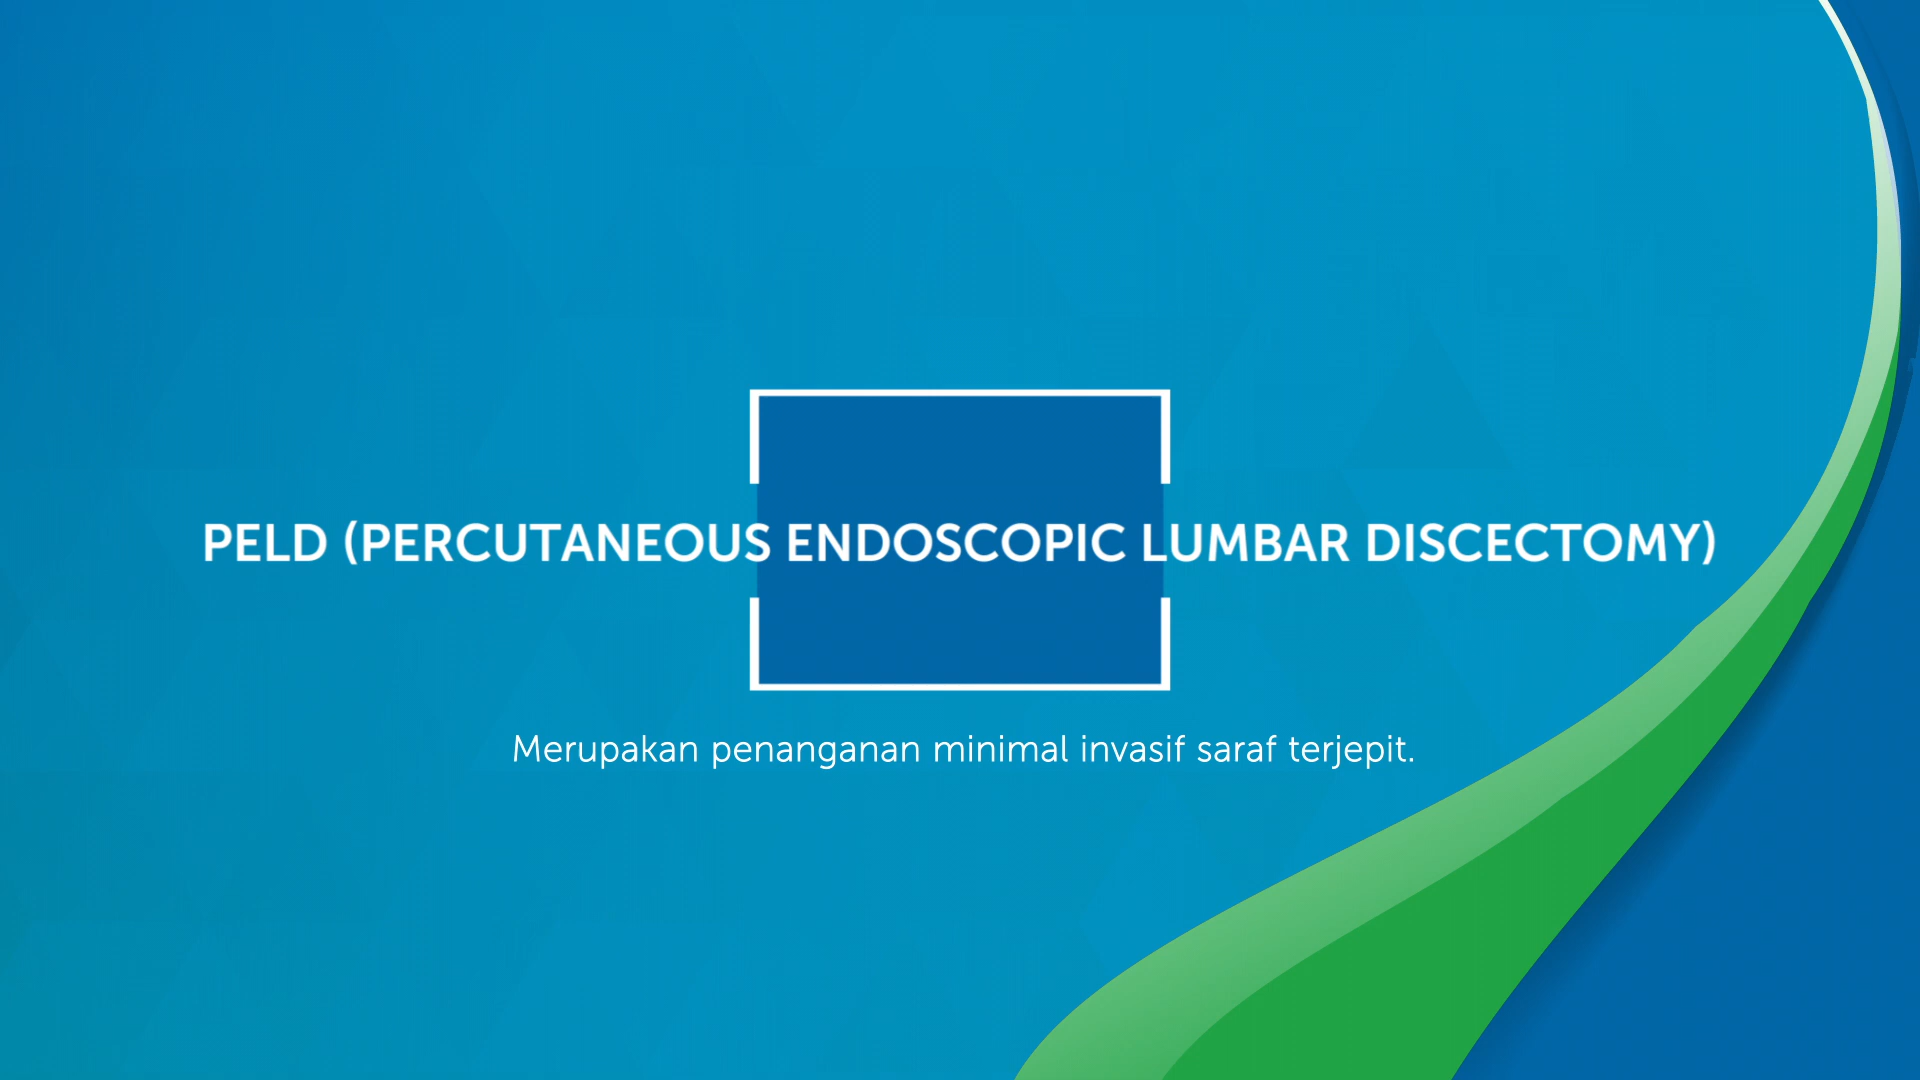 PELD (PERCUTANEOUS ENDOSCOPIC LUMBAR DISCECTOMY)
Merupakan penanganan minimal invasif saraf terjepit.